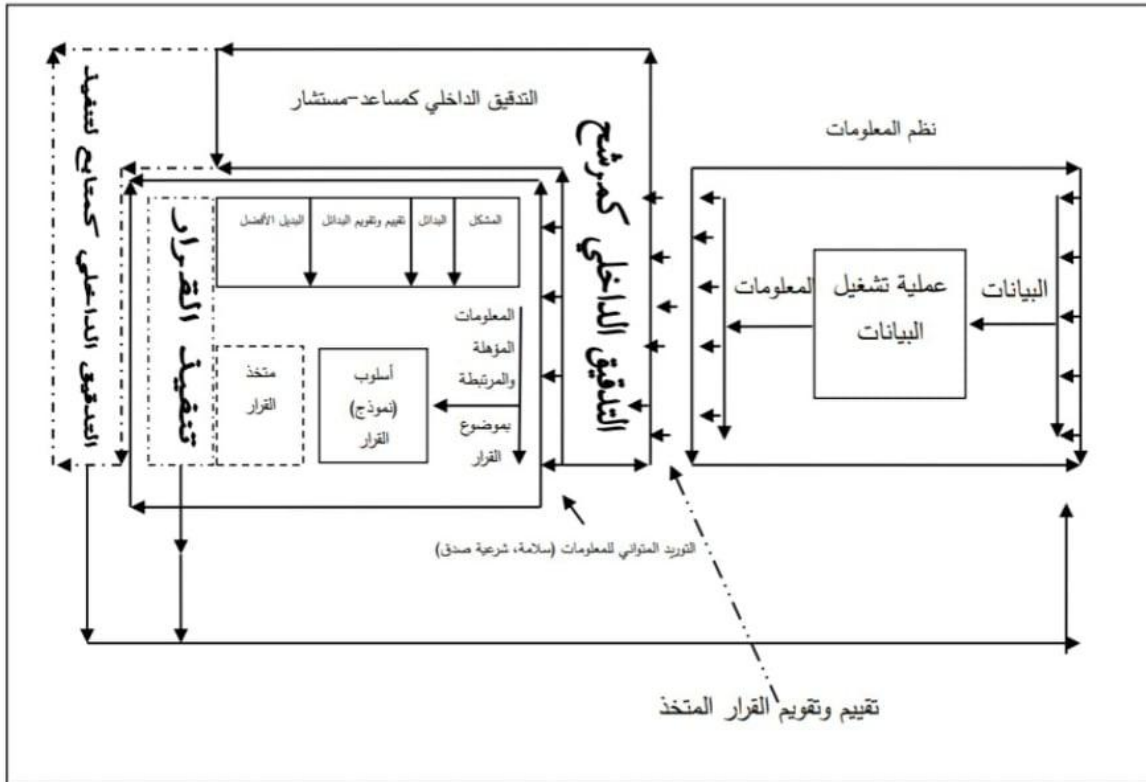 نظم المعلومات
البيانات
عملية تشغيل
البيانات
المعلومات
التدقيق الداخلي كمرشح
التدقيق الداخلي كمساعد-مستشار
المشكل
البدائل
تقييم وتقويم البدائل
البديل الأفضل
المعلومات
المؤهلة
والمرتبطة
بموضوع
القرار
أسلوب
(نموذج)
القرار
متخذ
القرار
تنفيذ القرار
التدقيق الداخلي كمتابع لتنفيذ
التوريد المتواني للمعلومات (سلامة، شرعية صدق)
تقييم وتقويم القرار المتخذ